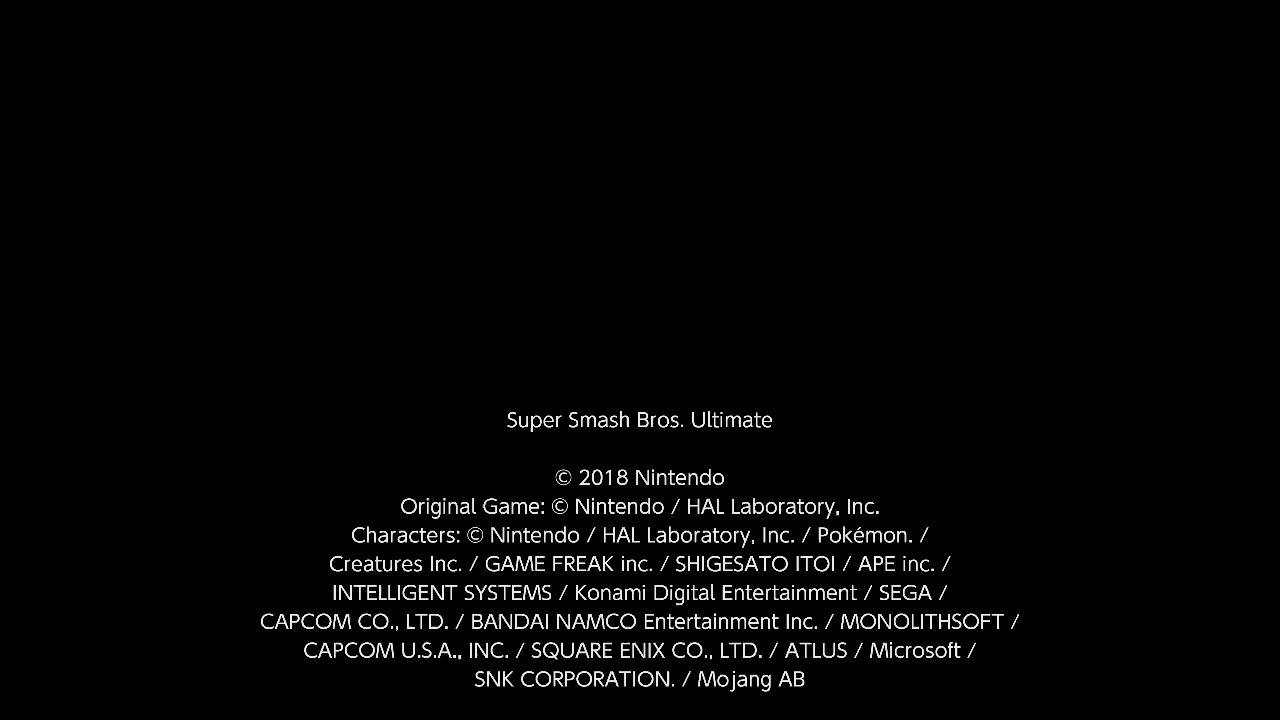 Super Smash Bros. Ultimate
© 2018 Nintendo
Original Game: © Nintendo / HAL Laboratory, Inc.
Characters: © Nintendo / HAL Laboratory, Inc. / Pokémon. /
Creatures Inc. / GAME FREAK inc. / SHIGESATO ITOI / APE inc. /
INTELLIGENT SYSTEMS / Konami Digital Entertainment / SEGA /
CAPCOM CO., LTD. / BANDAI NAMCO Entertainment Inc. / MONOLITHSOFT /
CAPCOM U.S.A., INC. / SQUARE ENIX CO., LTD. / ATLUS / Microsoft /
SNK CORPORATION. / Mojang AB